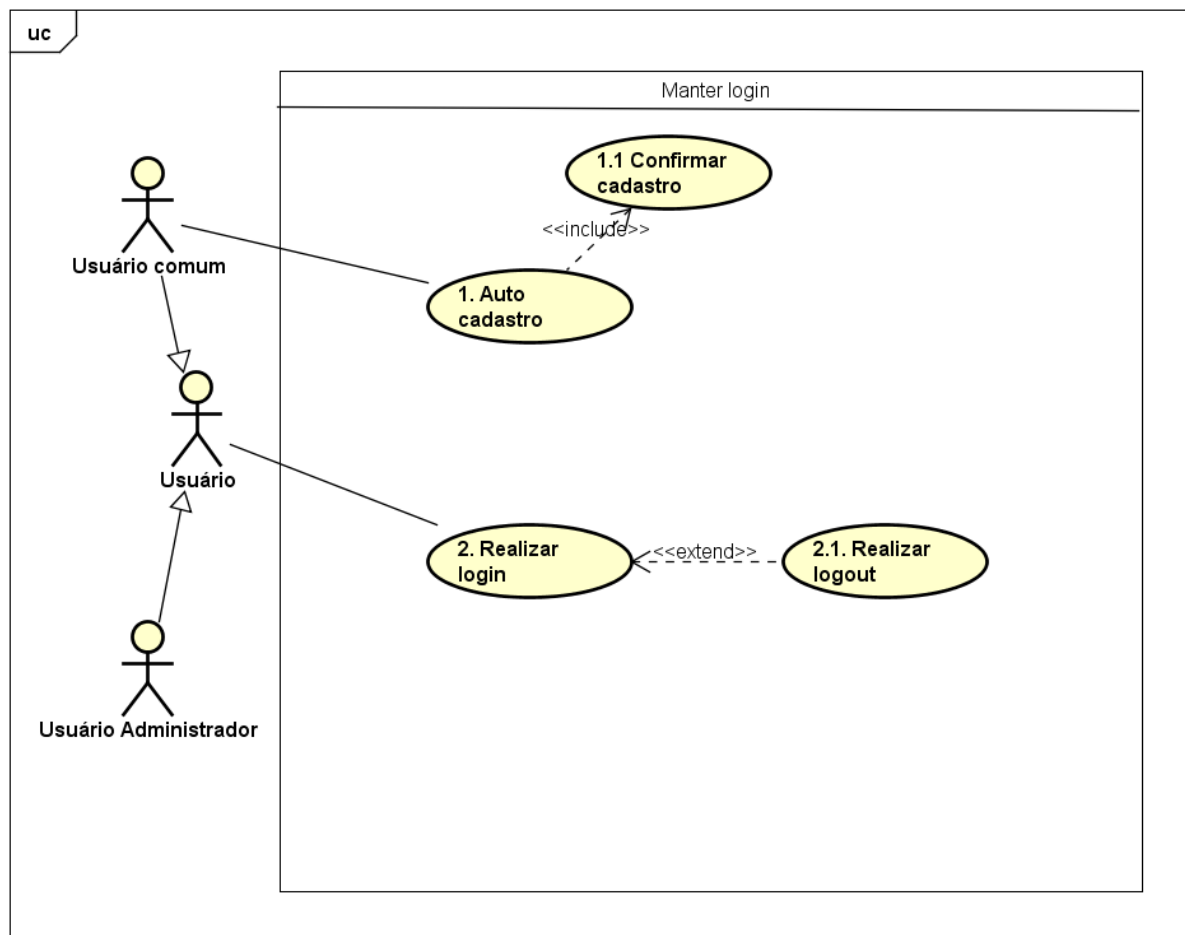 uc
Manter login
1.1 Confirmar
cadastro
<<include>>
Usuário comum
1. Auto
cadastro
Usuário
2. Realizar
login
<<extend>>
2.1. Realizar
logout
Usuário Administrador